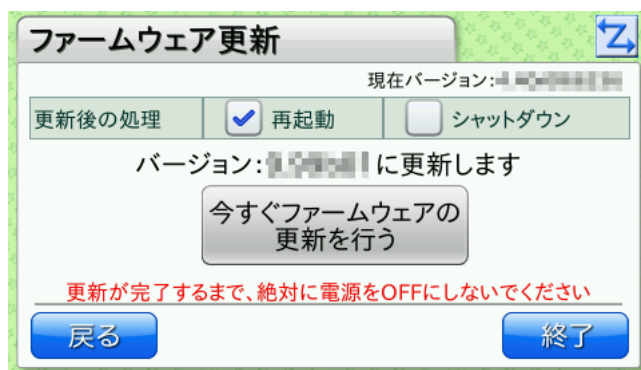 ファームウェア更新
現在バージョン:
更新後の処理 再起動 シャットダウン
バージョン: に更新します
今すぐファームウェアの
更新を行う
更新が完了するまで、絶対に電源をOFFにしないでください
戻る 終了